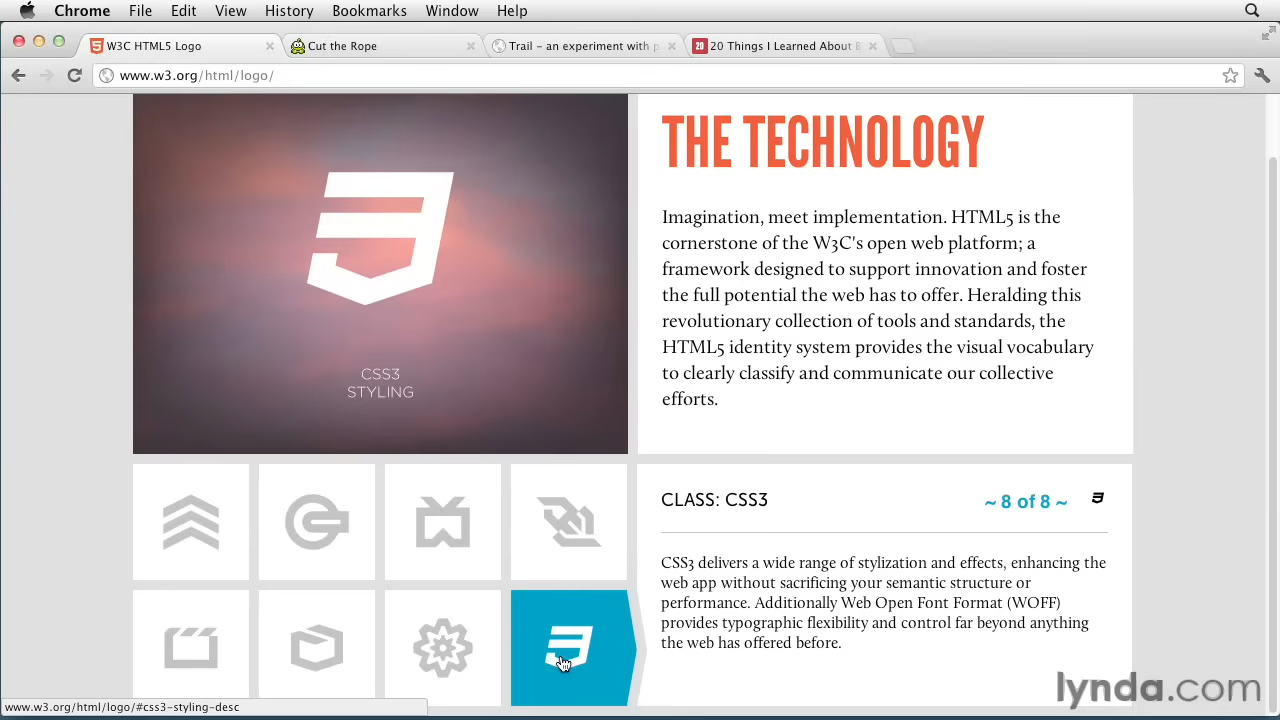 Chrome File Edit View History Bookmarks Window Help
W3C HTML5 Logo
Cut the Rope
Trail - an experiment with p
20 Things I Learned About B
www.w3.org/html/logo/
THE TECHNOLOGY
Imagination, meet implementation. HTML5 is the
cornerstone of the W3C's open web platform; a
framework designed to support innovation and foster
the full potential the web has to offer. Heralding this
revolutionary collection of tools and standards, the
HTML5 identity system provides the visual vocabulary
to clearly classify and communicate our collective
efforts.
CSS3
STYLING
CLASS: CSS3
~ 8 of 8 ~
CSS3 delivers a wide range of stylization and effects, enhancing the
web app without sacrificing your semantic structure or
performance. Additionally Web Open Font Format (WOFF)
provides typographic flexibility and control far beyond anything
the web has offered before.
www.w3.org/html/logo/#css3-styling-desc
lynda.com